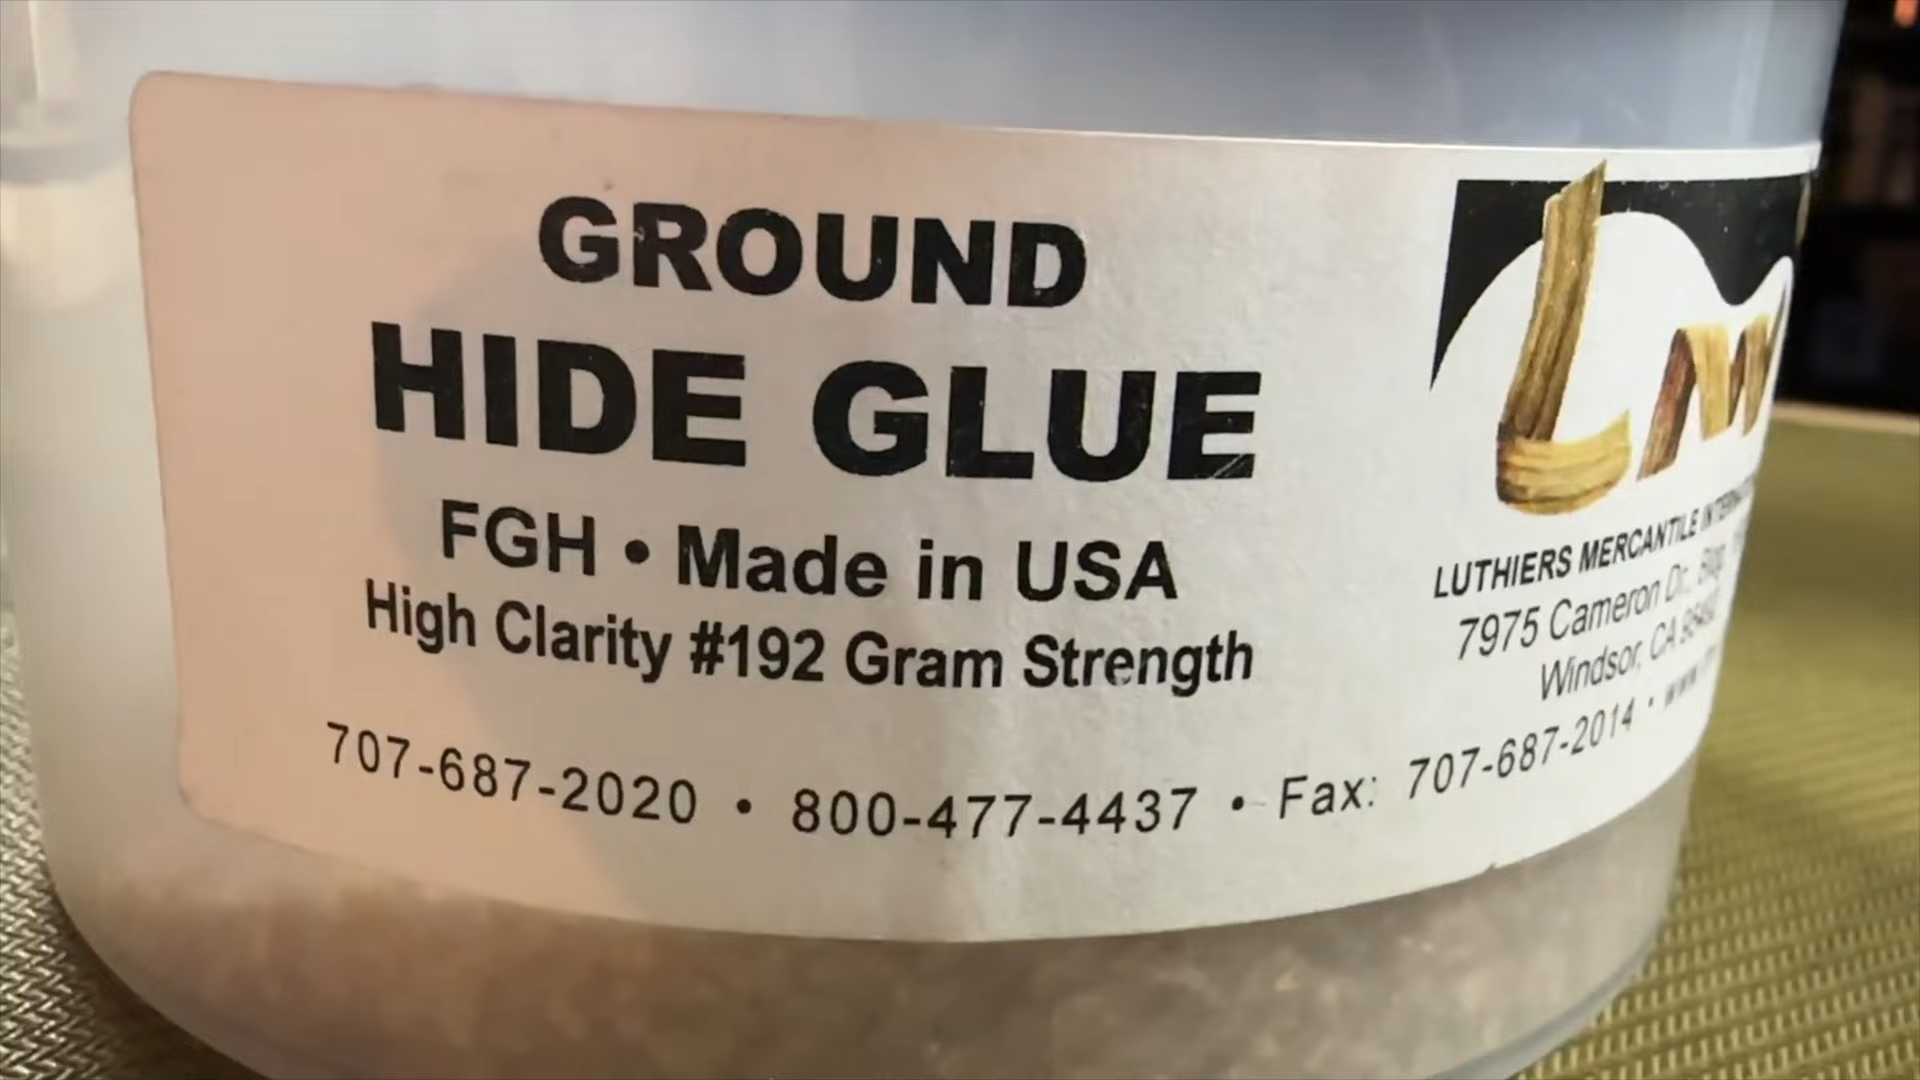 GROUND
HIDE GLUE
FGH • Made in USA
High Clarity #192 Gram Strength
707-687-2020 • 800-477-4437 • Fax: 707-687-2014 •
LM
LUTHIERS MERCANTILE
7975 Cameron Dr.,
Windsor, CA